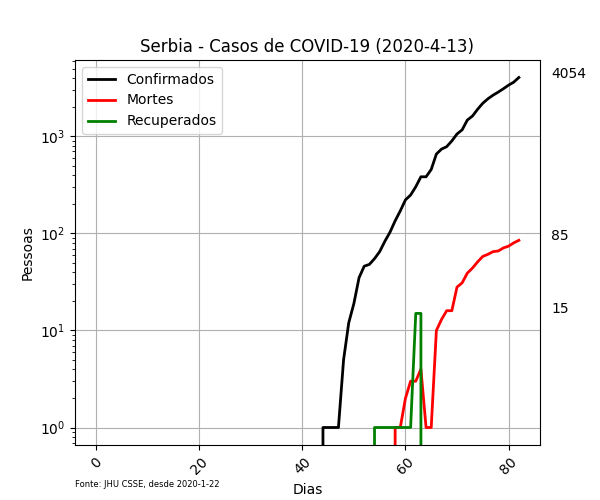 Serbia - Casos de COVID-19 (2020-4-13)
Confirmados
Mortes
Recuperados
4054
85
15
10³
10²
10¹
10⁰
Pessoas
0
20
40
60
80
Dias
Fonte: JHU CSSE, desde 2020-1-22